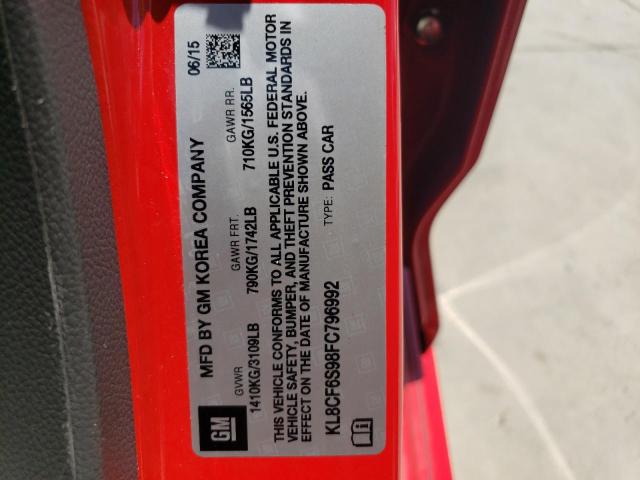 GM
MFD BY GM KOREA COMPANY 06/15
GVWR GAWR FRT. GAWR RR.
1410KG/3109LB 790KG/1742LB 710KG/1565LB
THIS VEHICLE CONFORMS TO ALL APPLICABLE U.S. FEDERAL MOTOR
VEHICLE SAFETY, BUMPER, AND THEFT PREVENTION STANDARDS IN
EFFECT ON THE DATE OF MANUFACTURE SHOWN ABOVE.
KL8CF6S98FC796992 TYPE: PASS CAR